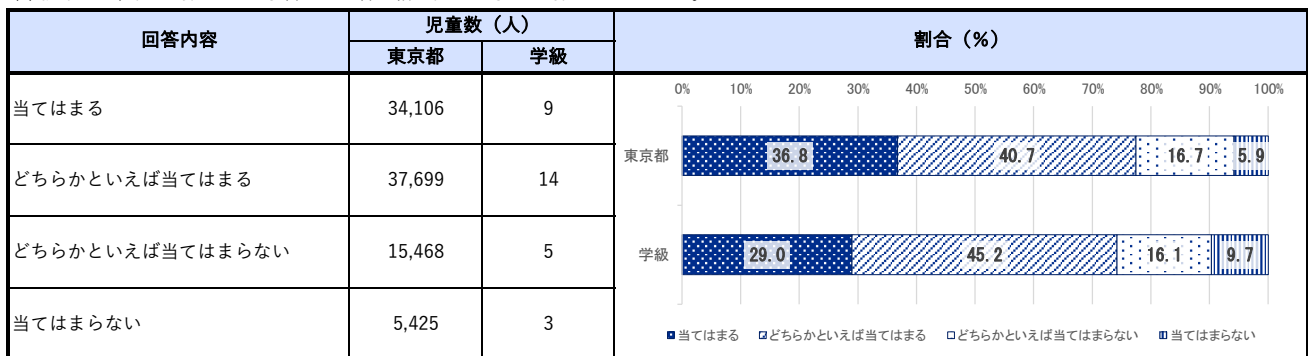 回答内容
児童数（人）
割合（%）
東京都
学級
当てはまる
34,106
9
どちらかといえば当てはまる
37,699
14
どちらかといえば当てはまらない
15,468
5
当てはまらない
5,425
3
0% 10% 20% 30% 40% 50% 60% 70% 80% 90% 100%
東京都 36.8 40.7 16.7 5.9
学級 29.0 45.2 16.1 9.7
当てはまる どちらかといえば当てはまる どちらかといえば当てはまらない 当てはまらない